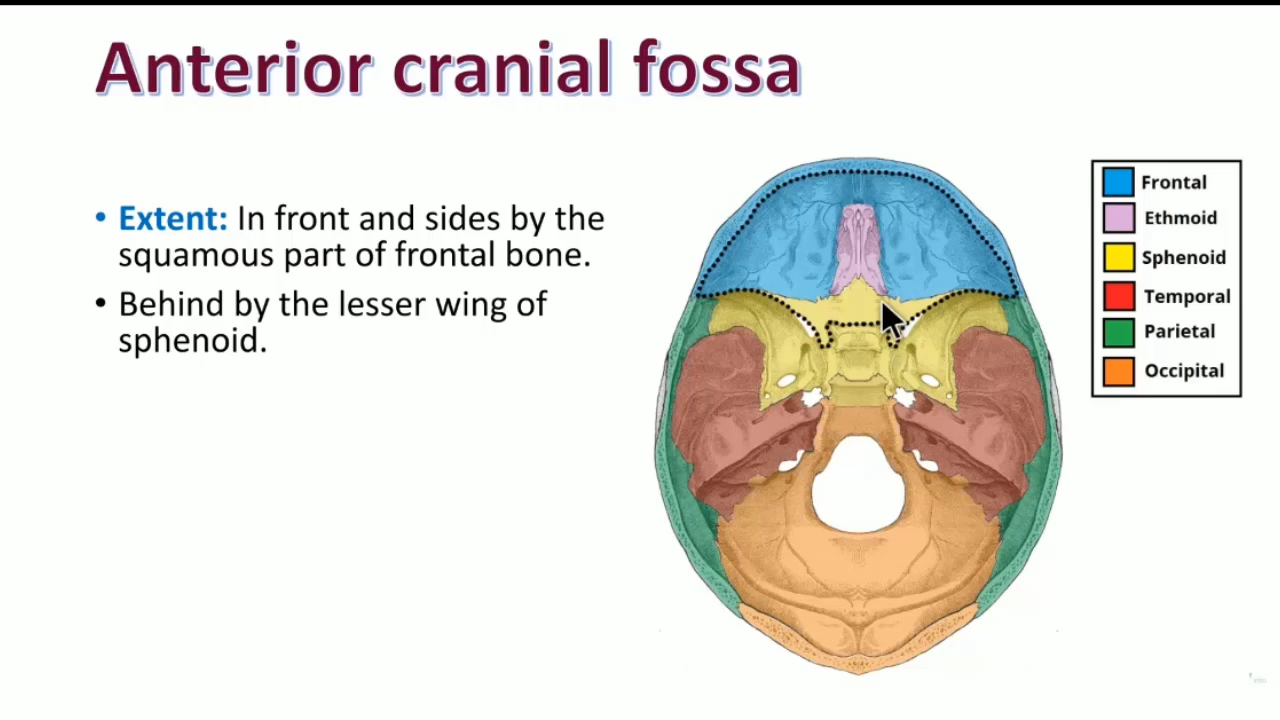 Anterior cranial fossa
• Extent: In front and sides by the
squamous part of frontal bone.
• Behind by the lesser wing of
sphenoid.
Frontal
Ethmoid
Sphenoid
Temporal
Parietal
Occipital